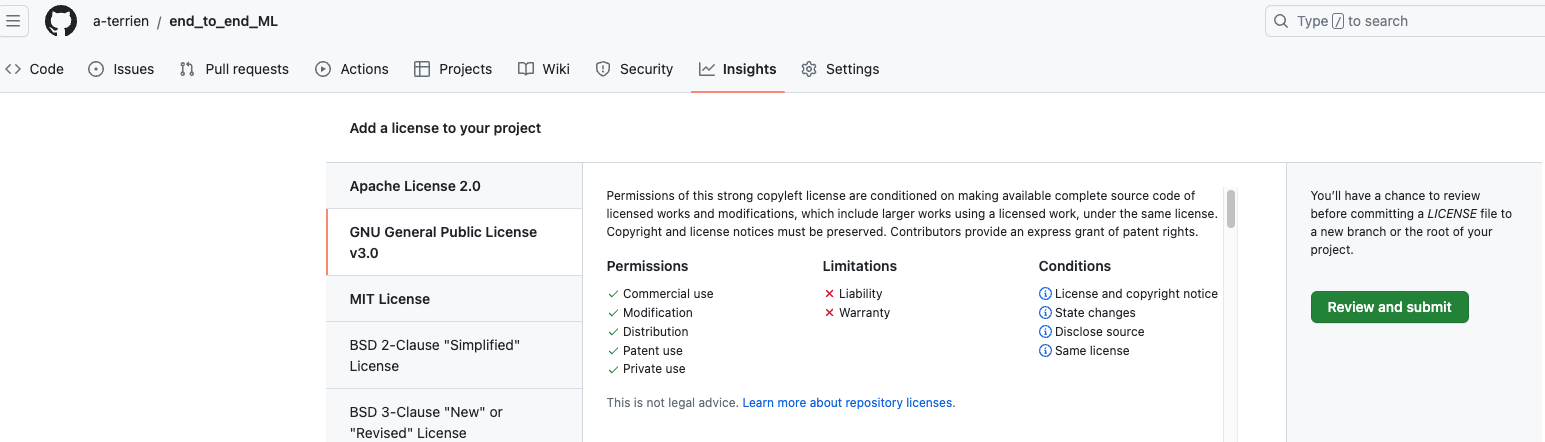 a-terrien / end_to_end_ML
Type / to search
Code Issues Pull requests Actions Projects Wiki Security Insights Settings
Add a license to your project
Apache License 2.0
GNU General Public License
v3.0
MIT License
BSD 2-Clause "Simplified"
License
BSD 3-Clause "New" or
"Revised" License
Permissions of this strong copyleft license are conditioned on making available complete source code of
licensed works and modifications, which include larger works using a licensed work, under the same license.
Copyright and license notices must be preserved. Contributors provide an express grant of patent rights.
Permissions
Commercial use
Modification
Distribution
Patent use
Private use
Limitations
Liability
Warranty
Conditions
License and copyright notice
State changes
Disclose source
Same license
This is not legal advice. Learn more about repository licenses.
You’ll have a chance to review
before committing a LICENSE file to
a new branch or the root of your
project.
Review and submit